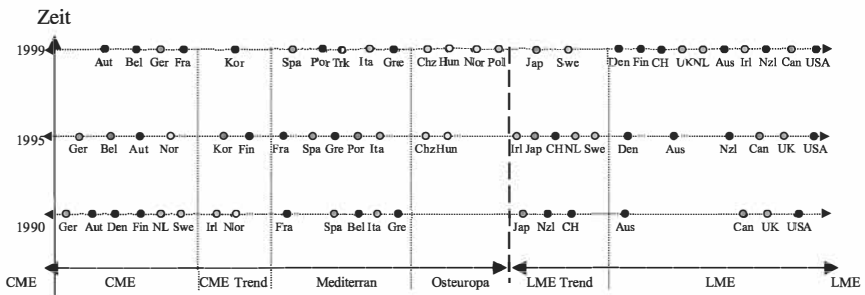 Zeit
1999
Aut Bel Ger Fra Kor Spa Por Trk Ita Gre Chz Hun Nor Pol Jap Swe Den Fin CH UK NL Aus Irl Nzl Can USA
1995
Ger Bel Aut Nor Kor Fin Fra Spa Gre Por Ita Chz Hun Irl Jap CH NL Swe Den Aus Nzl Can UK USA
1990
Ger Aut Den Fin NL Swe Irl Nor Fra Spa Bel Ita Gre Jap Nzl CH Aus Can UK USA
CME CME CME Trend Mediterran Osteuropa LME Trend LME LME